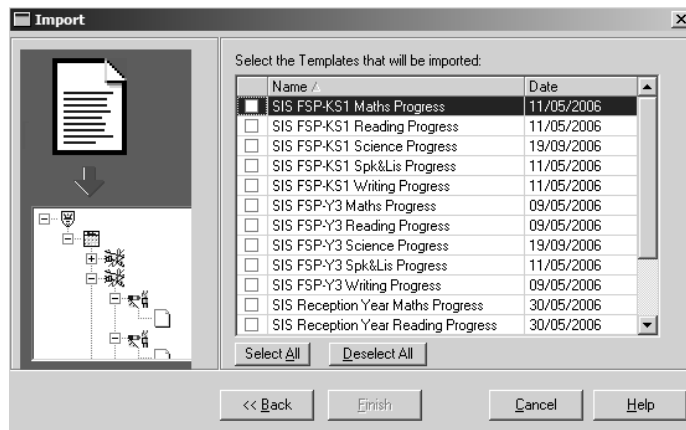 Import
Select the Templates that will be imported:
Name Date
SIS FSP-KS1 Maths Progress 11/05/2006
SIS FSP-KS1 Reading Progress 11/05/2006
SIS FSP-KS1 Science Progress 19/09/2006
SIS FSP-KS1 Spk&Lis Progress 11/05/2006
SIS FSP-KS1 Writing Progress 11/05/2006
SIS FSP-Y3 Maths Progress 09/05/2006
SIS FSP-Y3 Reading Progress 09/05/2006
SIS FSP-Y3 Science Progress 19/09/2006
SIS FSP-Y3 Spk&Lis Progress 11/05/2006
SIS FSP-Y3 Writing Progress 09/05/2006
SIS Reception Year Maths Progress 30/05/2006
SIS Reception Year Reading Progress 30/05/2006
Select All Deselect All
<< Back Finish Cancel Help